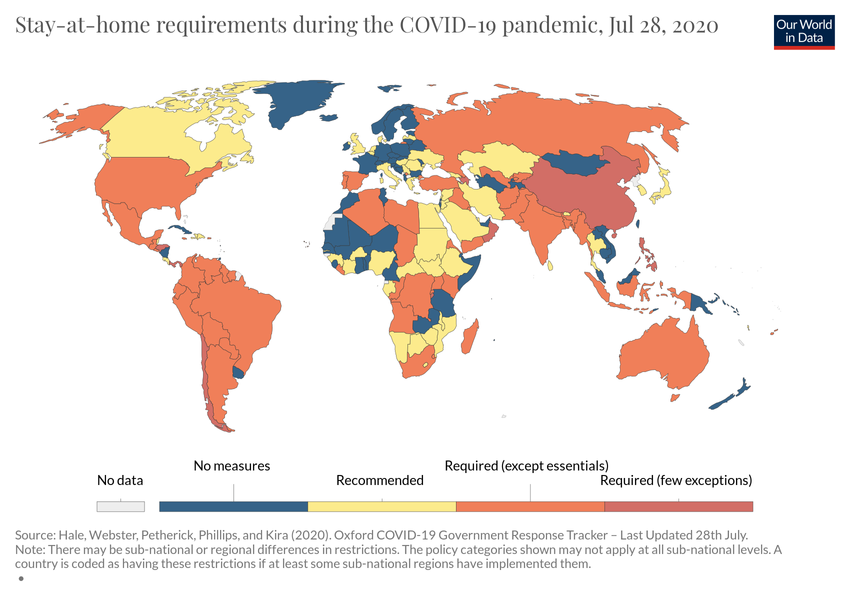 Stay-at-home requirements during the COVID-19 pandemic, Jul 28, 2020
Our World
in Data
No data
No measures
Recommended
Required (except essentials)
Required (few exceptions)
Source: Hale, Webster, Petherick, Phillips, and Kira (2020). Oxford COVID-19 Government Response Tracker – Last Updated 28th July.
Note: There may be sub-national or regional differences in restrictions. The policy categories shown may not apply at all sub-national levels. A
country is coded as having these restrictions if at least some sub-national regions have implemented them.